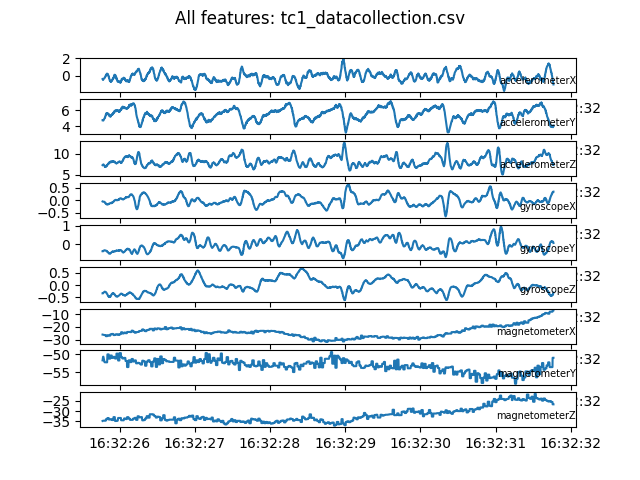 All features: tc1_datacollection.csv
2
0
accelerometerX
6
4
accelerometerY
:32
10
5
accelerometerZ
:32
0.5
0.0
−0.5
gyroscopeX
:32
1
0
gyroscopeY
:32
0.5
0.0
−0.5
gyroscopeZ
:32
−10
−20
−30
magnetometerX
:32
−50
−55
magnetometerY
:32
−25
−30
−35
magnetometerZ
:32
16:32:26 16:32:27 16:32:28 16:32:29 16:32:30 16:32:31 16:32:32